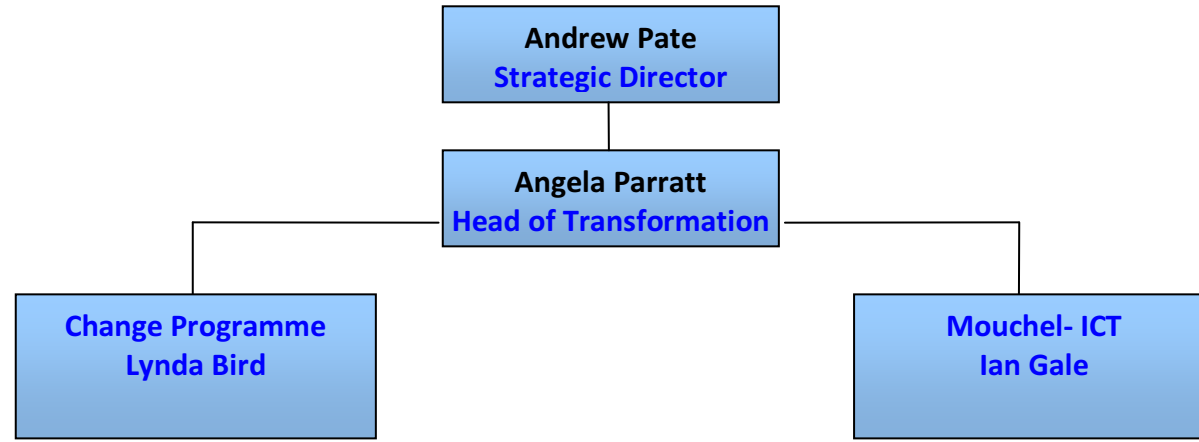 Andrew Pate
Strategic Director
Angela Parratt
Head of Transformation
Change Programme
Lynda Bird
Mouchel- ICT
Ian Gale